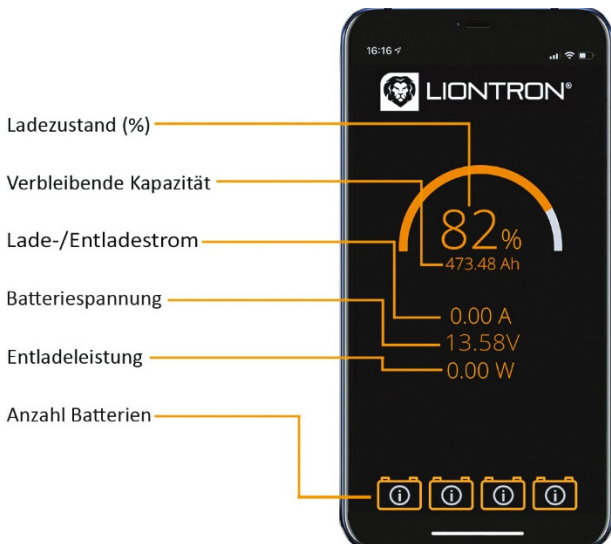 16:16
LIONTRON®
Ladezustand (%)
Verbleibende Kapazität
82%
473.48 Ah
Lade-/Entladestrom
0.00 A
Batteriespannung
13.58V
Entladeleistung
0.00 W
Anzahl Batterien
i i i i